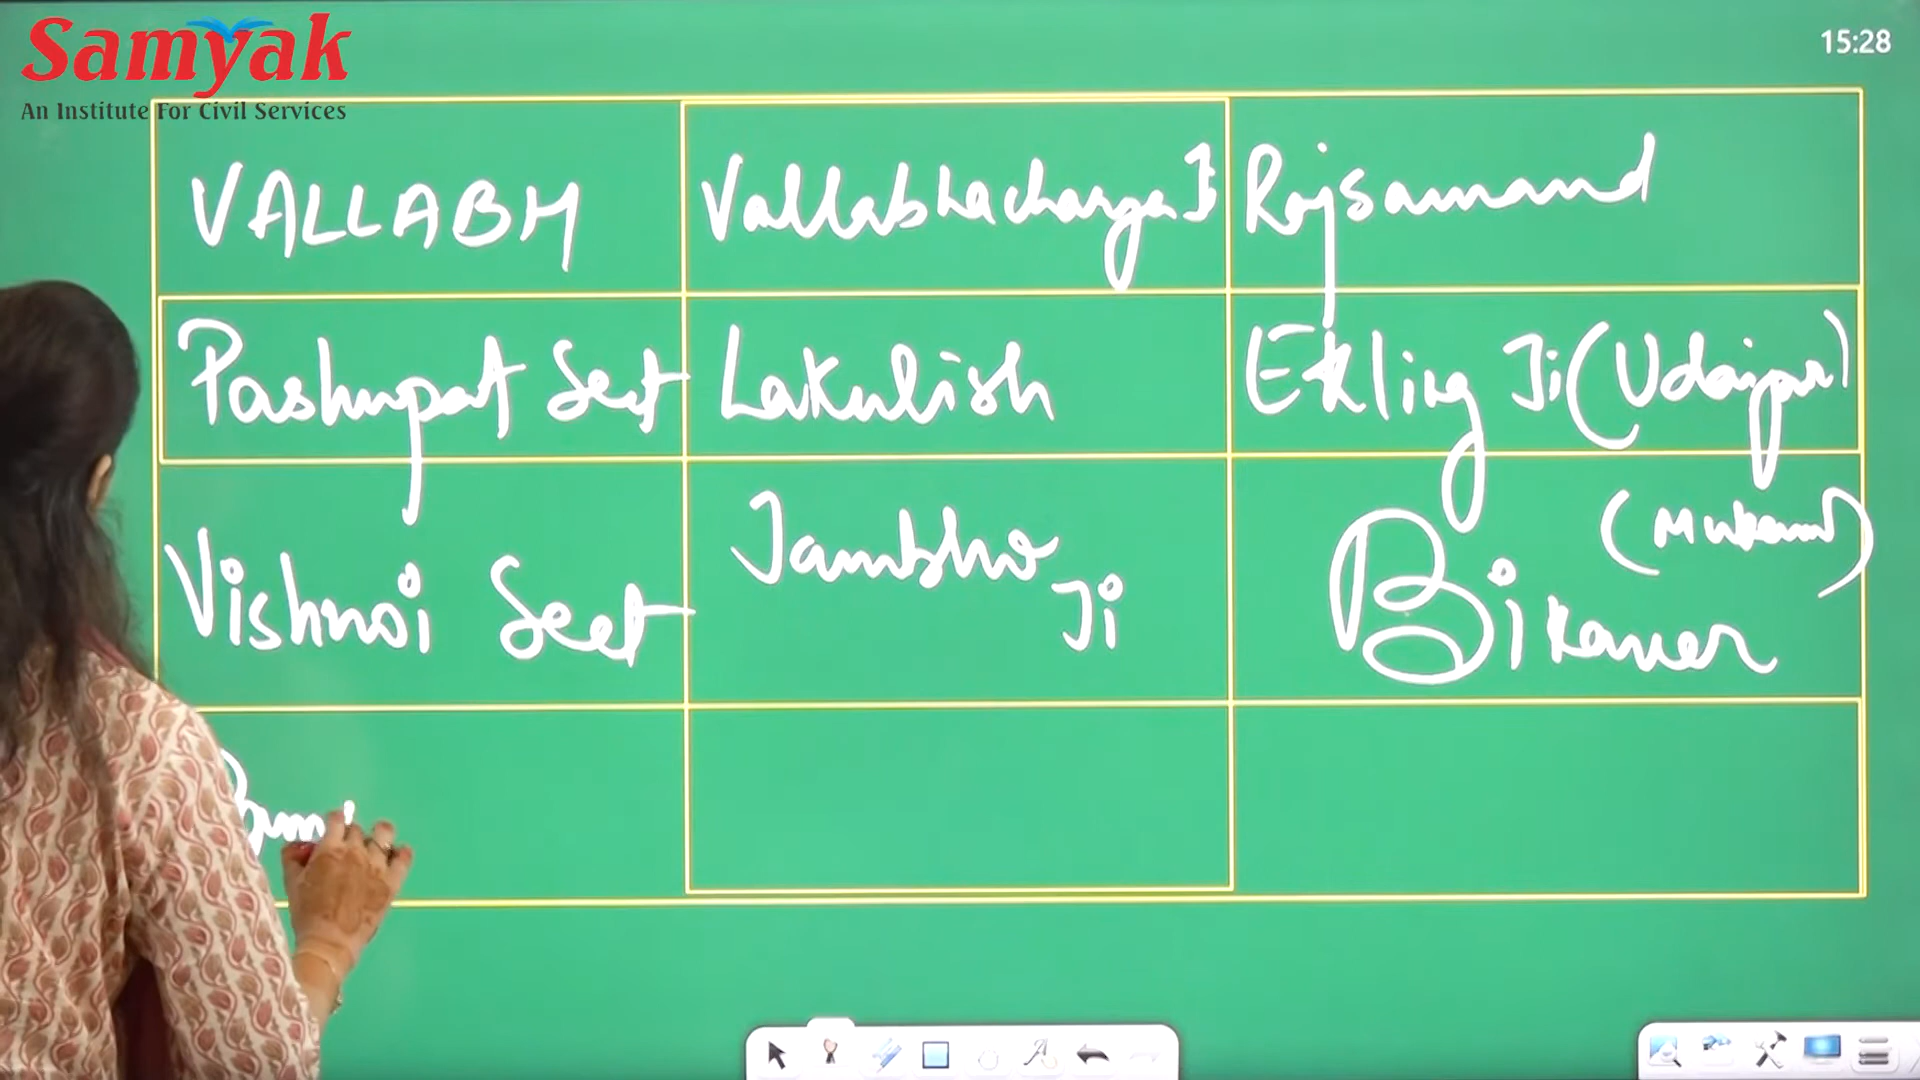 Samyak
An Institute For Civil Services
15:28
VALLABH Vallabhacharya Ji Rajsamand
Pashupat Sect Lakulish Ekling Ji (Udaipur)
Vishnoi Sect Jambho Ji (Mukam) Bikaner